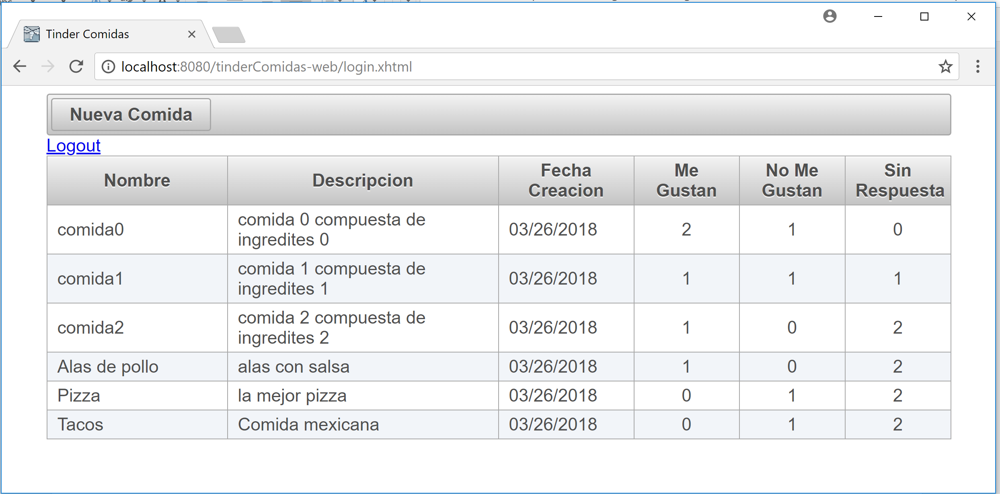 Tinder Comidas
localhost:8080/tinderComidas-web/login.xhtml
Nueva Comida
Logout
Nombre Descripcion Fecha Creacion Me Gustan No Me Gustan Sin Respuesta
comida0 comida 0 compuesta de ingredites 0 03/26/2018 2 1 0
comida1 comida 1 compuesta de ingredites 1 03/26/2018 1 1 1
comida2 comida 2 compuesta de ingredites 2 03/26/2018 1 0 2
Alas de pollo alas con salsa 03/26/2018 1 0 2
Pizza la mejor pizza 03/26/2018 0 1 2
Tacos Comida mexicana 03/26/2018 0 1 2